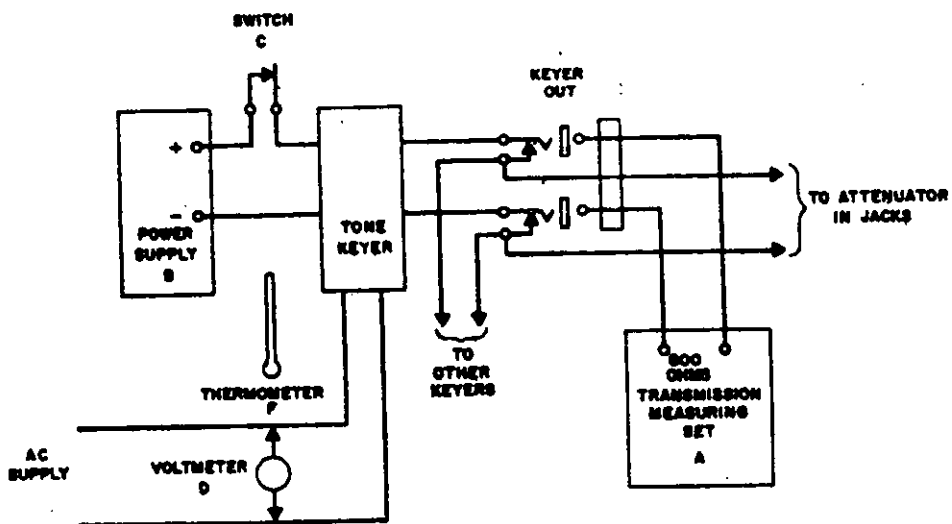 SWITCH
C
KEYER
OUT
+
-
POWER
SUPPLY
B
TONE
KEYER
TO ATTENUATOR
IN JACKS
TO
OTHER
KEYERS
THERMOMETER
F
600
OHMS
TRANSMISSION
MEASURING
SET
A
AC
SUPPLY
VOLTMETER
D